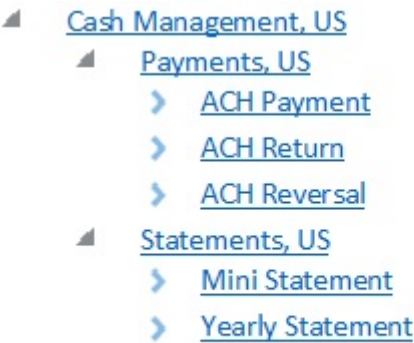 Cash Management, US
Payments, US
ACH Payment
ACH Return
ACH Reversal
Statements, US
Mini Statement
Yearly Statement